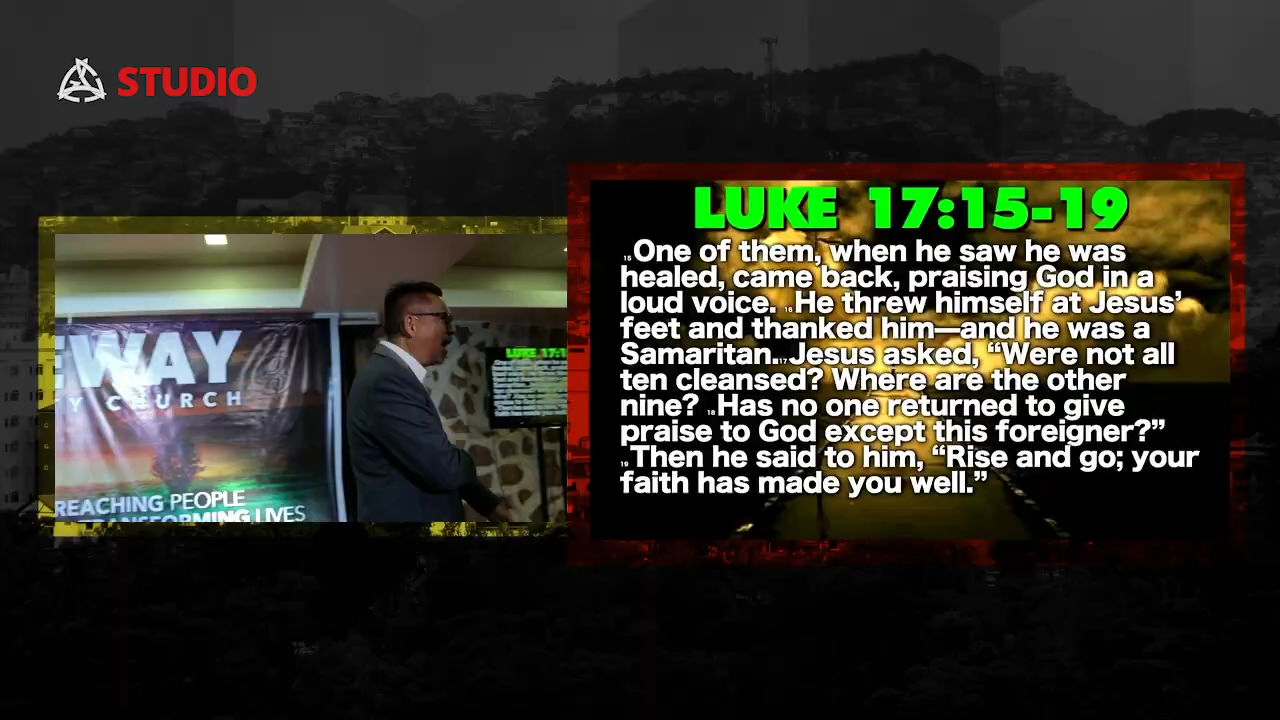 STUDIO
EWAY
Y CHURCH
REACHING PEOPLE
TRANSFORMING LIVES
LUKE 17:1
LUKE 17:15-19
15One of them, when he saw he was
healed, came back, praising God in a
loud voice. 16He threw himself at Jesus’
feet and thanked him—and he was a
Samaritan.17Jesus asked, “Were not all
ten cleansed? Where are the other
nine? 18Has no one returned to give
praise to God except this foreigner?”
19Then he said to him, “Rise and go; your
faith has made you well.”